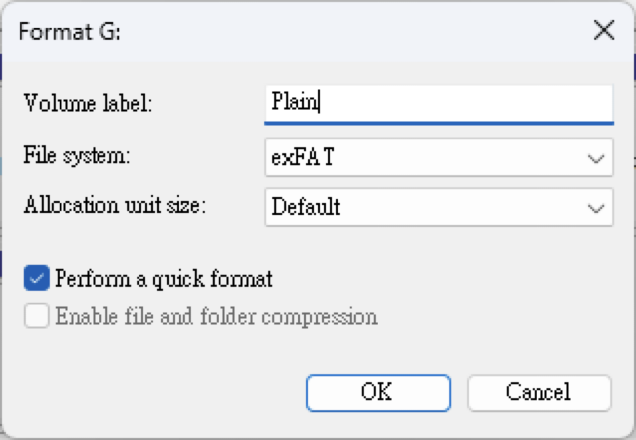 Format G:
Volume label: Plain
File system: exFAT
Allocation unit size: Default
Perform a quick format
Enable file and folder compression
OK Cancel